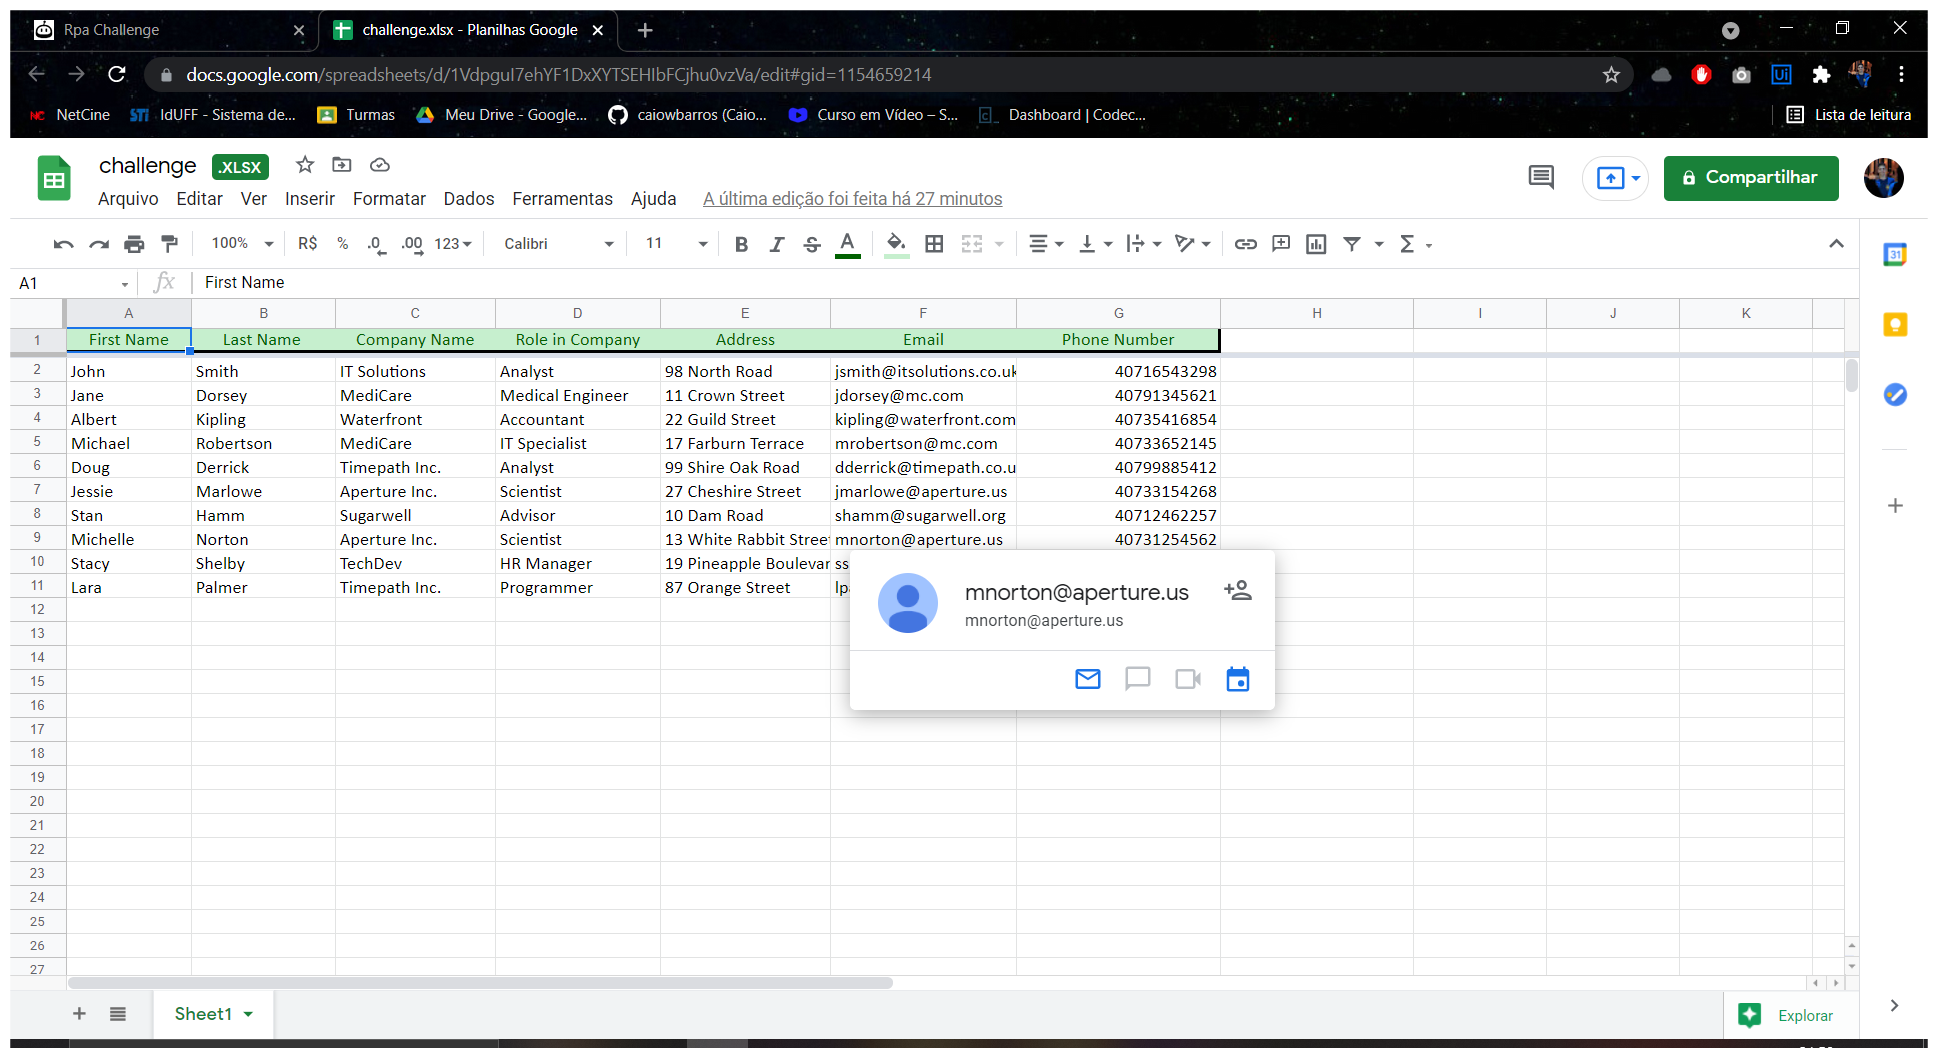 Rpa Challenge
challenge.xlsx - Planilhas Google
docs.google.com/spreadsheets/d/1VdpguI7ehYF1DxXYTSEHIbFCjhu0vzVa/edit#gid=1154659214
NetCine IdUFF - Sistema de... Turmas Meu Drive - Google... caiowbarros (Caio... Curso em Vídeo – S... Dashboard | Codec... Lista de leitura
challenge .XLSX
Compartilhar
Arquivo Editar Ver Inserir Formatar Dados Ferramentas Ajuda A última edição foi feita há 27 minutos
100% R$ % .0 .00 123 Calibri 11 B I S A Σ
A1 fx First Name
A B C D E F G H I J K
1 First Name Last Name Company Name Role in Company Address Email Phone Number
2 John Smith IT Solutions Analyst 98 North Road jsmith@itsolutions.co.uk 40716543298
3 Jane Dorsey MediCare Medical Engineer 11 Crown Street jdorsey@mc.com 40791345621
4 Albert Kipling Waterfront Accountant 22 Guild Street kipling@waterfront.com 40735416854
5 Michael Robertson MediCare IT Specialist 17 Farburn Terrace mrobertson@mc.com 40733652145
6 Doug Derrick Timepath Inc. Analyst 99 Shire Oak Road dderrick@timepath.co.u 40799885412
7 Jessie Marlowe Aperture Inc. Scientist 27 Cheshire Street jmarlowe@aperture.us 40733154268
8 Stan Hamm Sugarwell Advisor 10 Dam Road shamm@sugarwell.org 40712462257
9 Michelle Norton Aperture Inc. Scientist 13 White Rabbit Street mnorton@aperture.us 40731254562
10 Stacy Shelby TechDev HR Manager 19 Pineapple Boulevar ss
11 Lara Palmer Timepath Inc. Programmer 87 Orange Street lp
mnorton@aperture.us
mnorton@aperture.us
12
13
14
15
16
17
18
19
20
21
22
23
24
25
26
27
Sheet1
Explorar